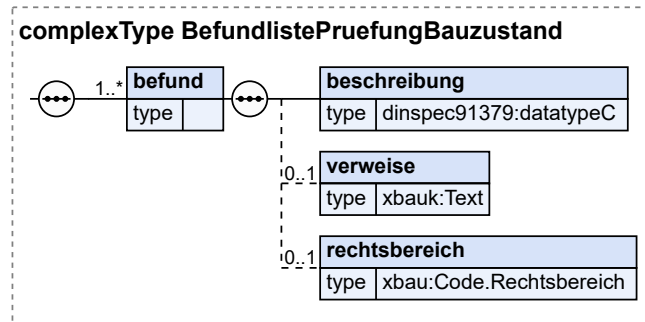 complexType BefundlistePruefungBauzustand
1..* befund
type
beschreibung
type dinspec91379:datatypeC
0..1 verweise
type xbauk:Text
0..1 rechtsbereich
type xbau:Code.Rechtsbereich